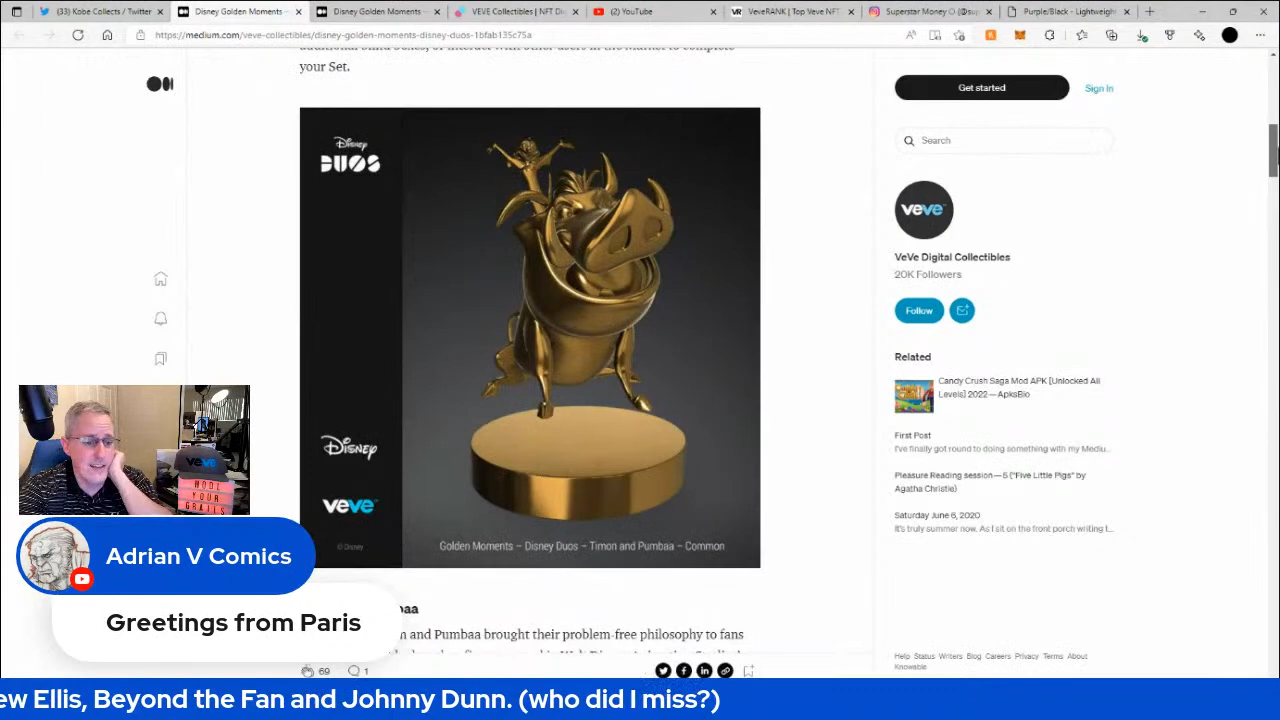 (33) Kobe Collects / Twitter
Disney Golden Moments —
Disney Golden Moments —
VEVE Collectibles | NFT Di
(2) YouTube
VeveRANK | Top Veve NFT
Superstar Money O (@su
Purple/Black - Lightweigh
https://medium.com/veve-collectibles/disney-golden-moments-disney-duos-1bfab135c75a
your Set.
Disney
DUOS
Disney
veve
© Disney
Golden Moments – Disney Duos – Timon and Pumbaa – Common
Get started
Sign In
Search
veve
VeVe Digital Collectibles
20K Followers
Follow
Related
Candy Crush Saga Mod APK [Unlocked All
Levels] 2022 — ApksBio
First Post
I've finally got round to doing something with my Mediu...
Pleasure Reading session — 5 ("Five Little Pigs" by
Agatha Christie)
Saturday June 6, 2020
It's truly summer now. As I sit on the front porch writing t...
Help Status Writers Blog Careers Privacy Terms About
Knowable
veve
HODL
YOUR
GRAILS
Adrian V Comics
Greetings from Paris
baa
and Pumbaa brought their problem-free philosophy to fans
69
1
ew Ellis, Beyond the Fan and Johnny Dunn. (who did I miss?)